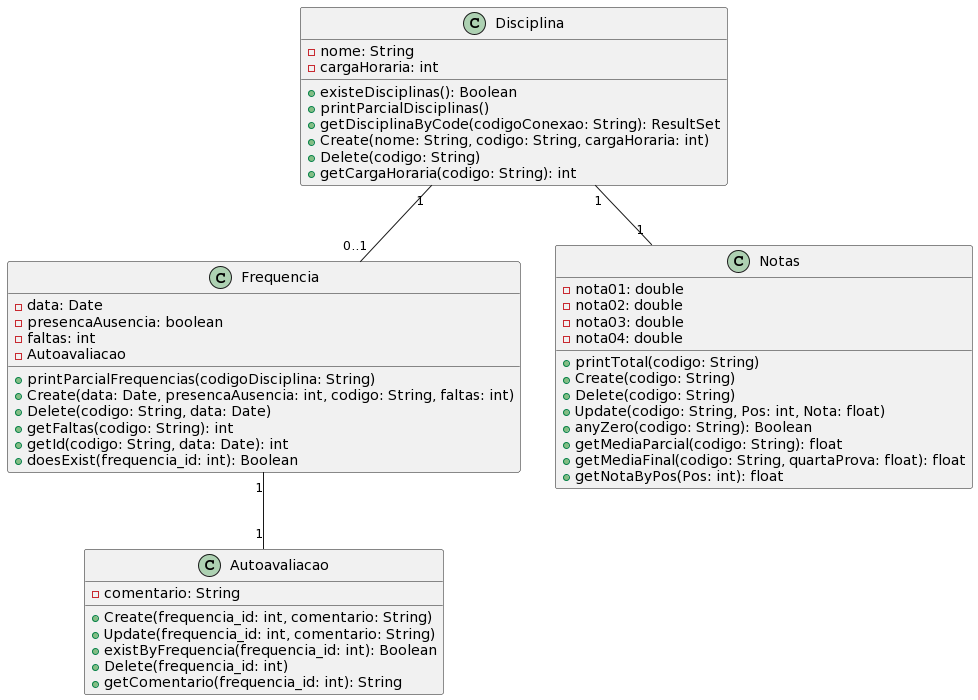 C Disciplina
nome: String
cargaHoraria: int
existeDisciplinas(): Boolean
printParcialDisciplinas()
getDisciplinaByCode(codigoConexao: String): ResultSet
Create(nome: String, codigo: String, cargaHoraria: int)
Delete(codigo: String)
getCargaHoraria(codigo: String): int
1
1
0..1
1
C Frequencia
data: Date
presencaAusencia: boolean
faltas: int
Autoavaliacao
printParcialFrequencias(codigoDisciplina: String)
Create(data: Date, presencaAusencia: int, codigo: String, faltas: int)
Delete(codigo: String, data: Date)
getFaltas(codigo: String): int
getId(codigo: String, data: Date): int
doesExist(frequencia_id: int): Boolean
C Notas
nota01: double
nota02: double
nota03: double
nota04: double
printTotal(codigo: String)
Create(codigo: String)
Delete(codigo: String)
Update(codigo: String, Pos: int, Nota: float)
anyZero(codigo: String): Boolean
getMediaParcial(codigo: String): float
getMediaFinal(codigo: String, quartaProva: float): float
getNotaByPos(Pos: int): float
1
1
C Autoavaliacao
comentario: String
Create(frequencia_id: int, comentario: String)
Update(frequencia_id: int, comentario: String)
existByFrequencia(frequencia_id: int): Boolean
Delete(frequencia_id: int)
getComentario(frequencia_id: int): String